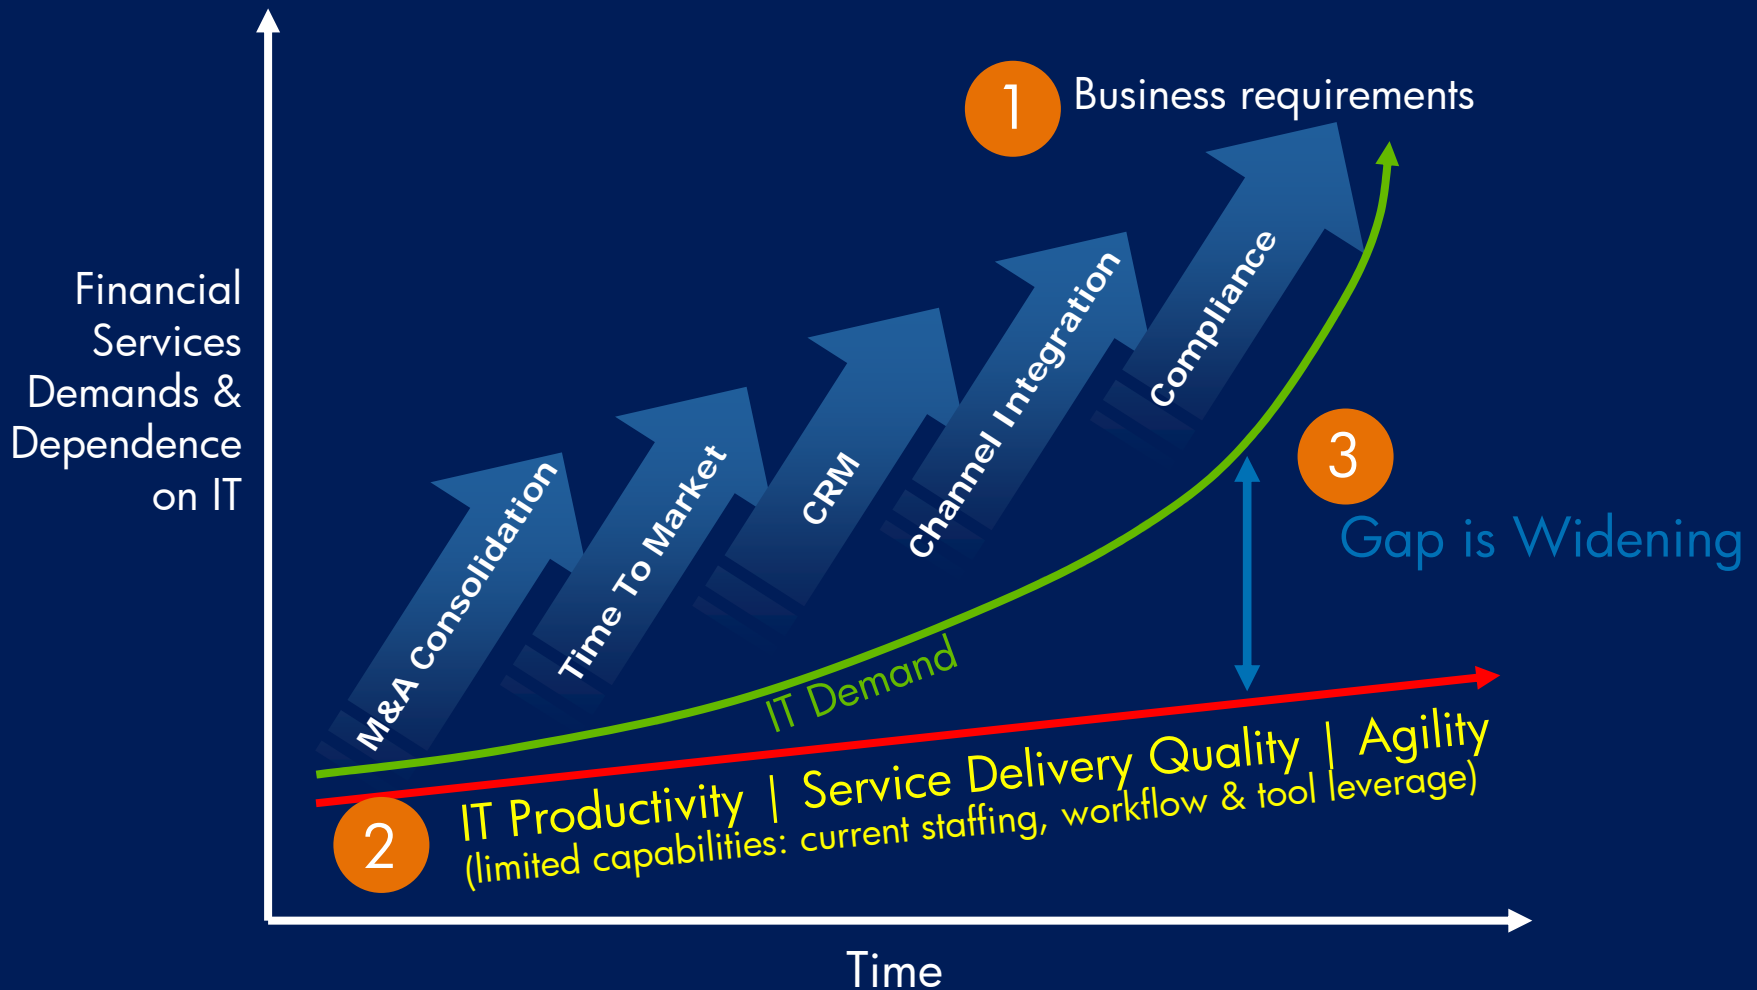 1
Business requirements
Financial
Services
Demands &
Dependence
on IT
M&A Consolidation
Time To Market
CRM
Channel Integration
Compliance
3
Gap is Widening
IT Demand
2
IT Productivity | Service Delivery Quality | Agility
(limited capabilities: current staffing, workflow & tool leverage)
Time